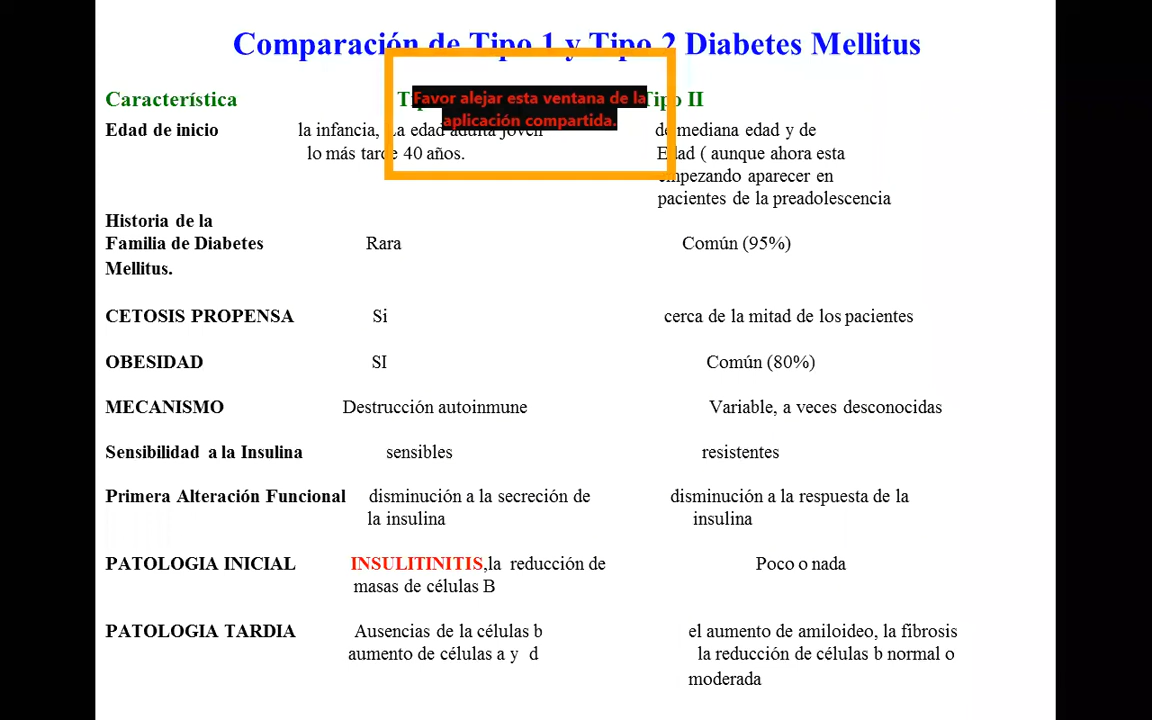 Comparación de Tipo 1 y Tipo 2 Diabetes Mellitus
Favor alejar esta ventana de la
aplicación compartida.
Característica Tipo II
Edad de inicio la infancia, La edad adulta joven de mediana edad y de
lo más tarde 40 años. Edad ( aunque ahora esta
empezando aparecer en
pacientes de la preadolescencia
Historia de la
Familia de Diabetes Rara Común (95%)
Mellitus.
CETOSIS PROPENSA Si cerca de la mitad de los pacientes
OBESIDAD SI Común (80%)
MECANISMO Destrucción autoinmune Variable, a veces desconocidas
Sensibilidad a la Insulina sensibles resistentes
Primera Alteración Funcional disminución a la secreción de disminución a la respuesta de la
la insulina insulina
PATOLOGIA INICIAL INSULITINITIS,la reducción de Poco o nada
masas de células B
PATOLOGIA TARDIA Ausencias de la células b el aumento de amiloideo, la fibrosis
aumento de células a y d la reducción de células b normal o
moderada